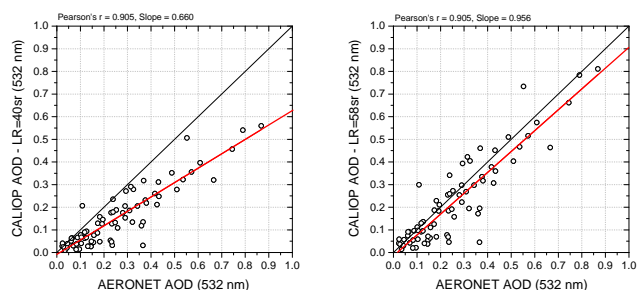 Pearson's r = 0.905, Slope = 0.660
1.0
0.9
0.8
0.7
0.6
0.5
0.4
0.3
0.2
0.1
0.0
CALIOP AOD - LR=40sr (532 nm)
0.0 0.1 0.2 0.3 0.4 0.5 0.6 0.7 0.8 0.9 1.0
AERONET AOD (532 nm)
Pearson's r = 0.905, Slope = 0.956
1.0
0.9
0.8
0.7
0.6
0.5
0.4
0.3
0.2
0.1
0.0
CALIOP AOD - LR=58sr (532 nm)
0.0 0.1 0.2 0.3 0.4 0.5 0.6 0.7 0.8 0.9 1.0
AERONET AOD (532 nm)